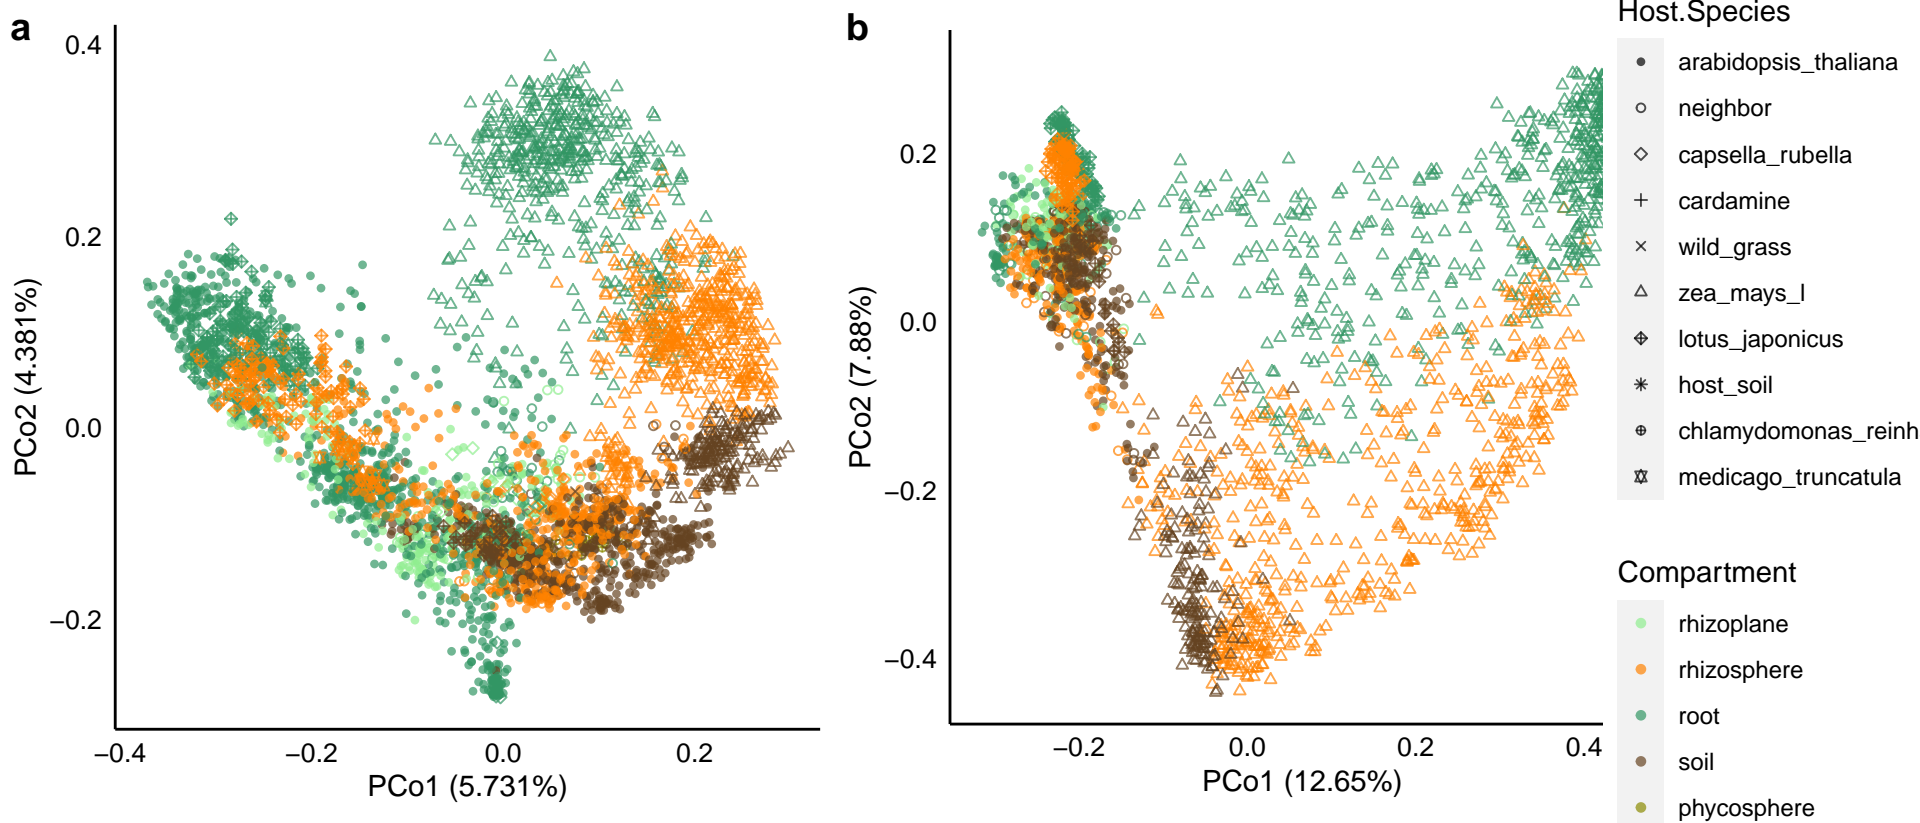 a
0.4
0.2
0.0
−0.2
−0.4
−0.2
0.0
0.2
PCo1 (5.731%)
PCo2 (4.381%)
b
0.2
0.0
−0.2
−0.4
−0.2
0.0
0.2
0.4
PCo1 (12.65%)
PCo2 (7.88%)
Host.Species
arabidopsis_thaliana
neighbor
capsella_rubella
cardamine
wild_grass
zea_mays_l
lotus_japonicus
host_soil
chlamydomonas_reinh
medicago_truncatula
Compartment
rhizoplane
rhizosphere
root
soil
phycosphere